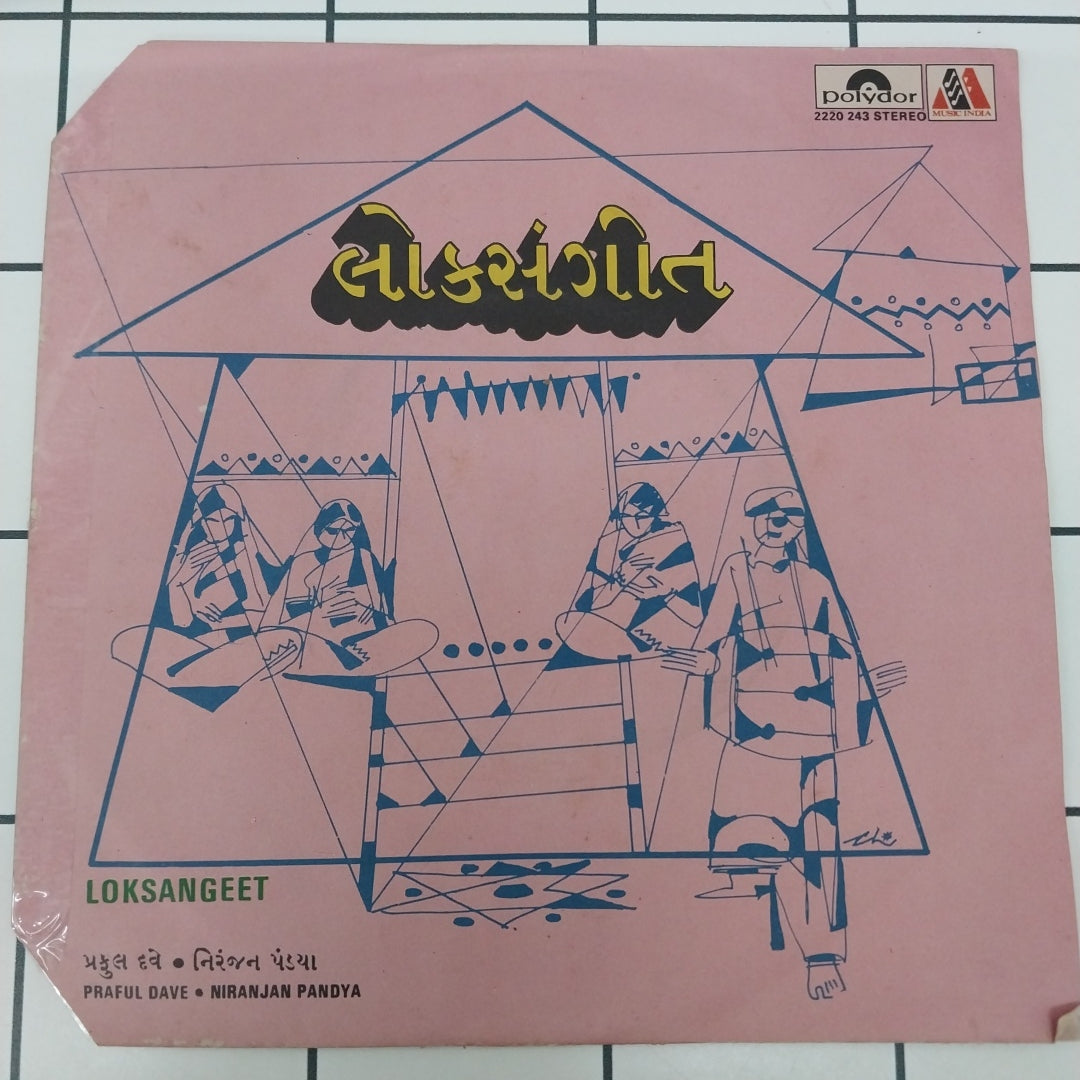 polydor
2220 243 STEREO
MUSIC INDIA
લોકસંગીત
LOKSANGEET
પ્રફુલ દવે • નિરંજન પંડયા
PRAFUL DAVE • NIRANJAN PANDYA